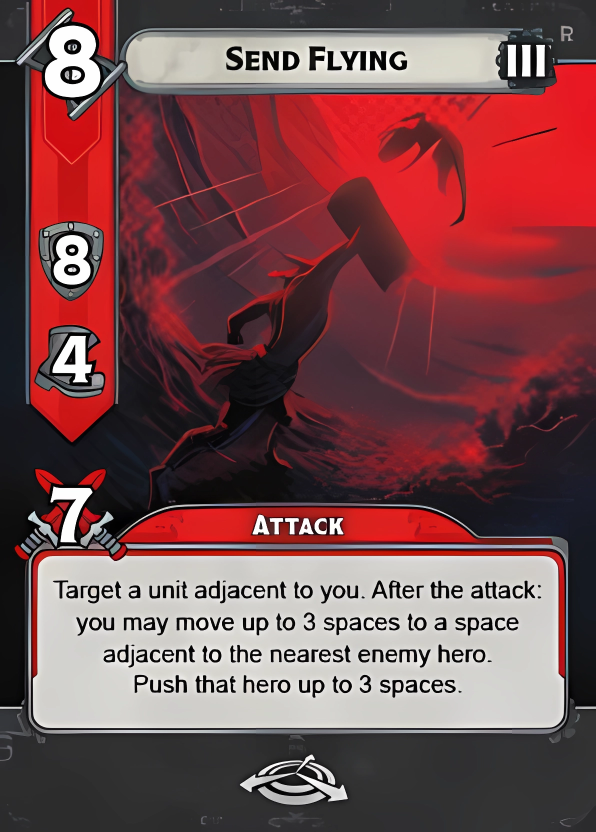 8
SEND FLYING
III
R
8
4
7
ATTACK
Target a unit adjacent to you. After the attack:
you may move up to 3 spaces to a space
adjacent to the nearest enemy hero.
Push that hero up to 3 spaces.